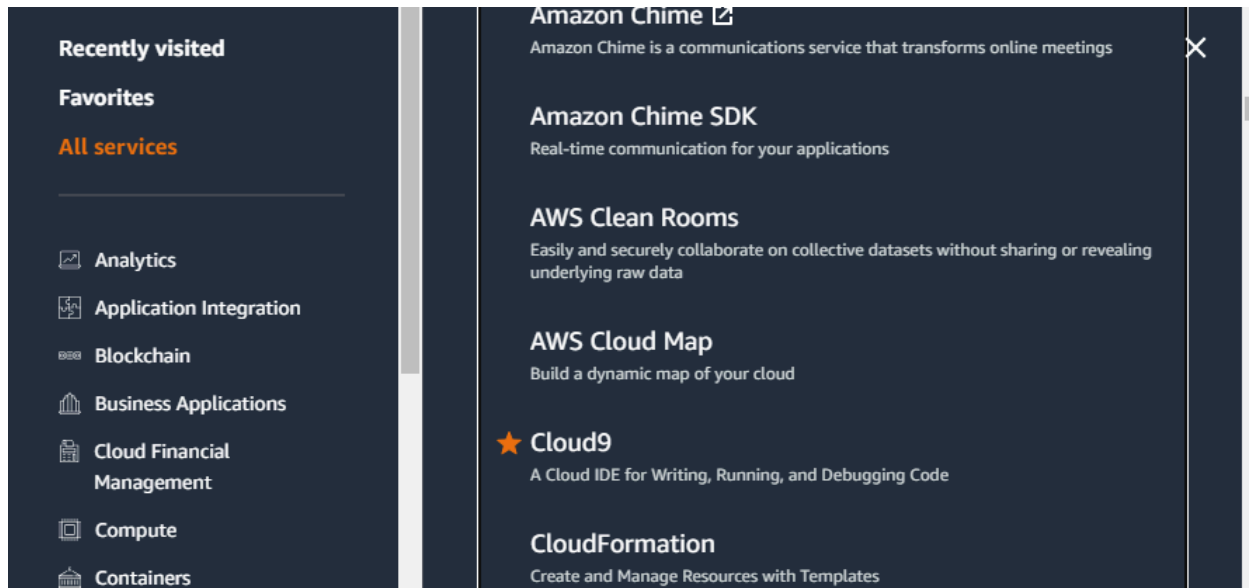 Recently visited
Favorites
All services
Analytics
Application Integration
Blockchain
Business Applications
Cloud Financial
Management
Compute
Containers
Amazon Chime
Amazon Chime is a communications service that transforms online meetings
Amazon Chime SDK
Real-time communication for your applications
AWS Clean Rooms
Easily and securely collaborate on collective datasets without sharing or revealing
underlying raw data
AWS Cloud Map
Build a dynamic map of your cloud
Cloud9
A Cloud IDE for Writing, Running, and Debugging Code
CloudFormation
Create and Manage Resources with Templates